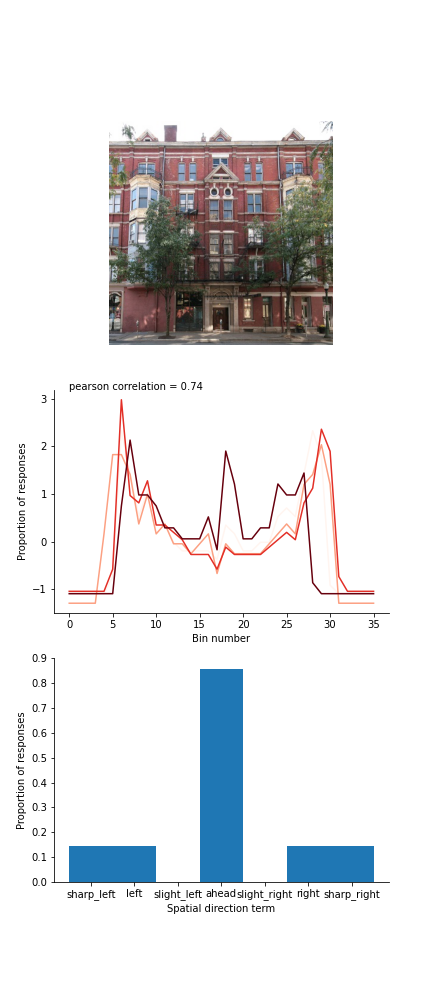 pearson correlation = 0.74
Proportion of responses
3
2
1
0
−1
0 5 10 15 20 25 30 35
Bin number
Proportion of responses
0.9
0.8
0.7
0.6
0.5
0.4
0.3
0.2
0.1
0.0
sharp_left left slight_left ahead slight_right right sharp_right
Spatial direction term